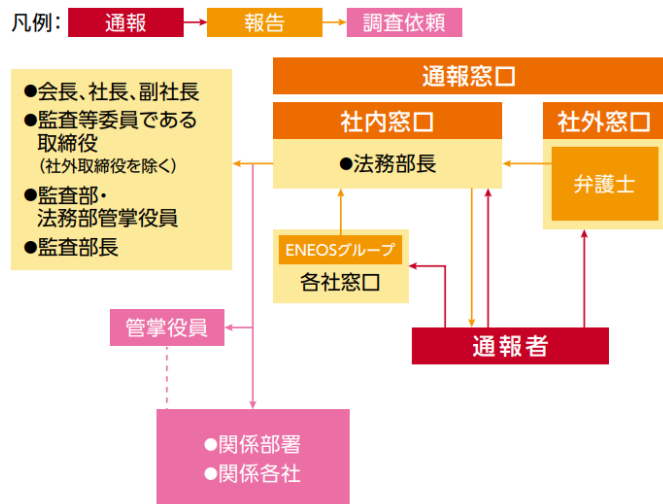 凡例： 通報 報告 調査依頼
●会長、社長、副社長
●監査等委員である
取締役
（社外取締役を除く）
●監査部・
法務部管掌役員
●監査部長
通報窓口
社内窓口
●法務部長
社外窓口
弁護士
ENEOSグループ
各社窓口
通報者
管掌役員
●関係部署
●関係各社